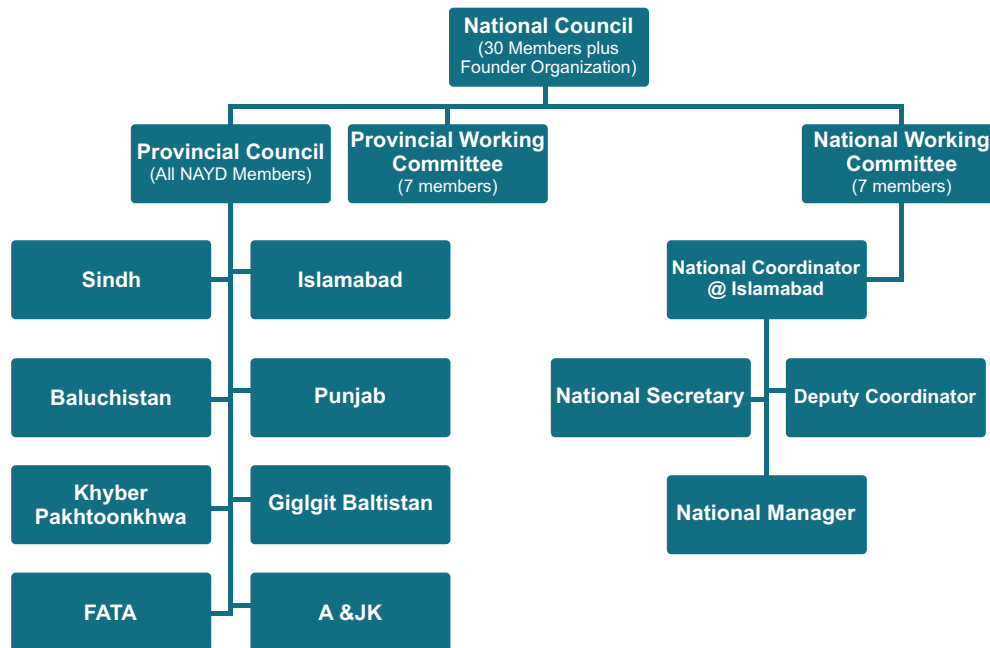 National Council
(30 Members plus
Founder Organization)
Provincial Council
(All NAYD Members)
Provincial Working
Committee
(7 members)
National Working
Committee
(7 members)
Sindh
Islamabad
National Coordinator
@ Islamabad
Baluchistan
Punjab
National Secretary
Deputy Coordinator
Khyber
Pakhtoonkhwa
Giglgit Baltistan
National Manager
FATA
A &JK